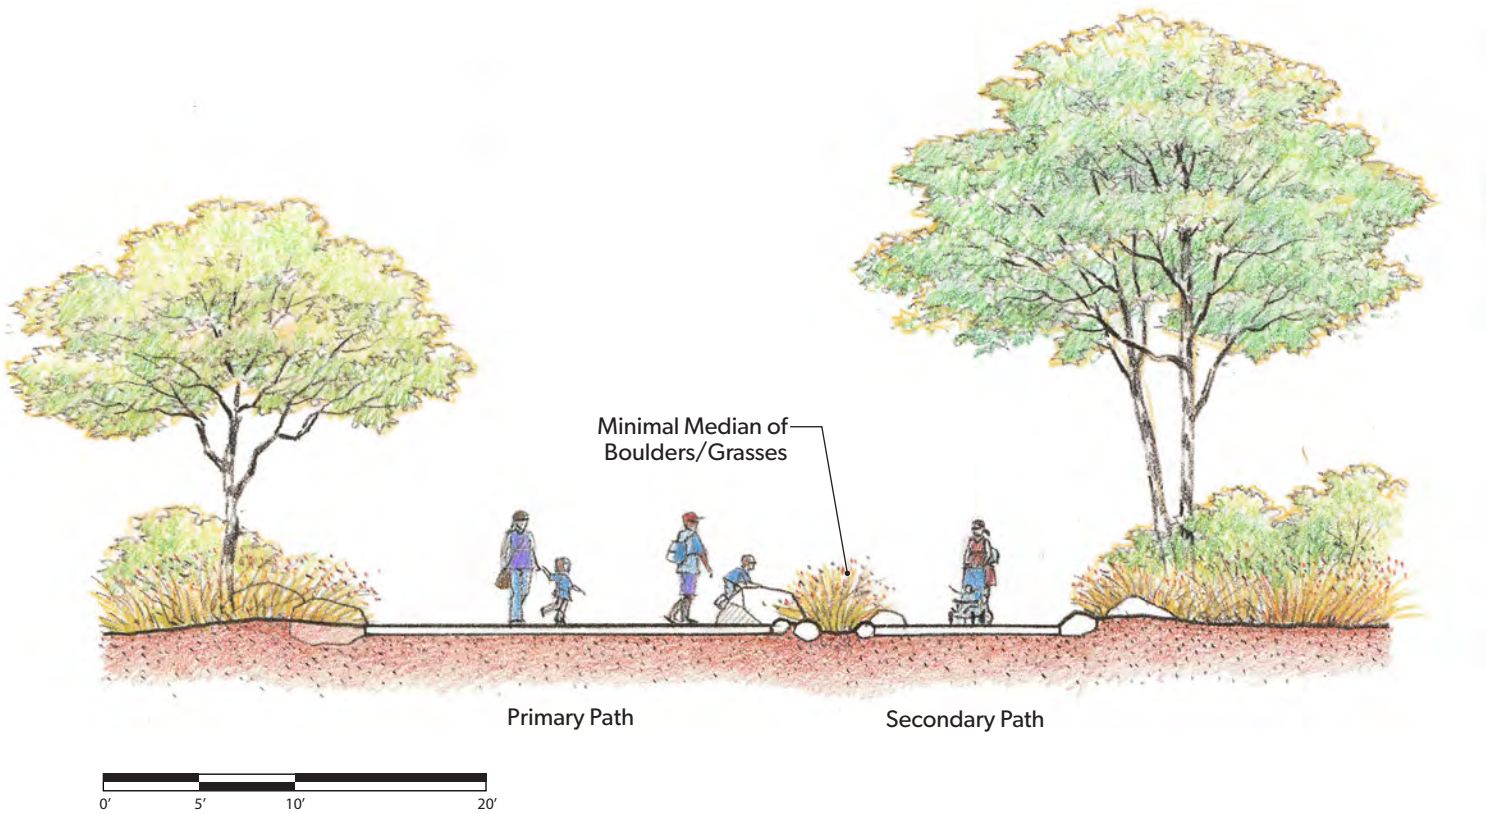 Minimal Median of
Boulders/Grasses
Primary Path
Secondary Path
0' 5' 10' 20'